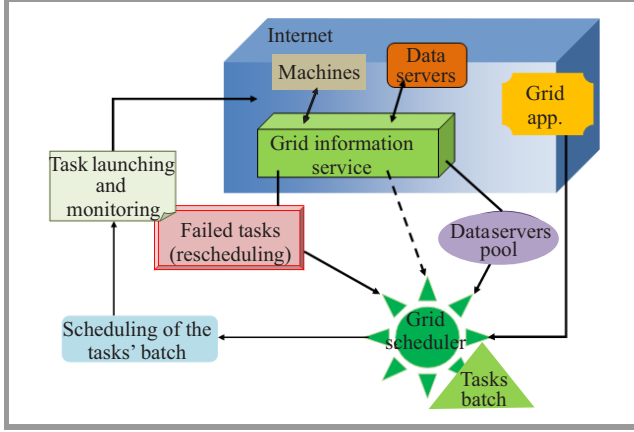 Internet
Machines
Data
servers
Grid
app.
Grid information
service
Task launching
and
monitoring
Failed tasks
(rescheduling)
Dataservers
pool
Scheduling of the
tasks' batch
Grid
scheduler
Tasks
batch